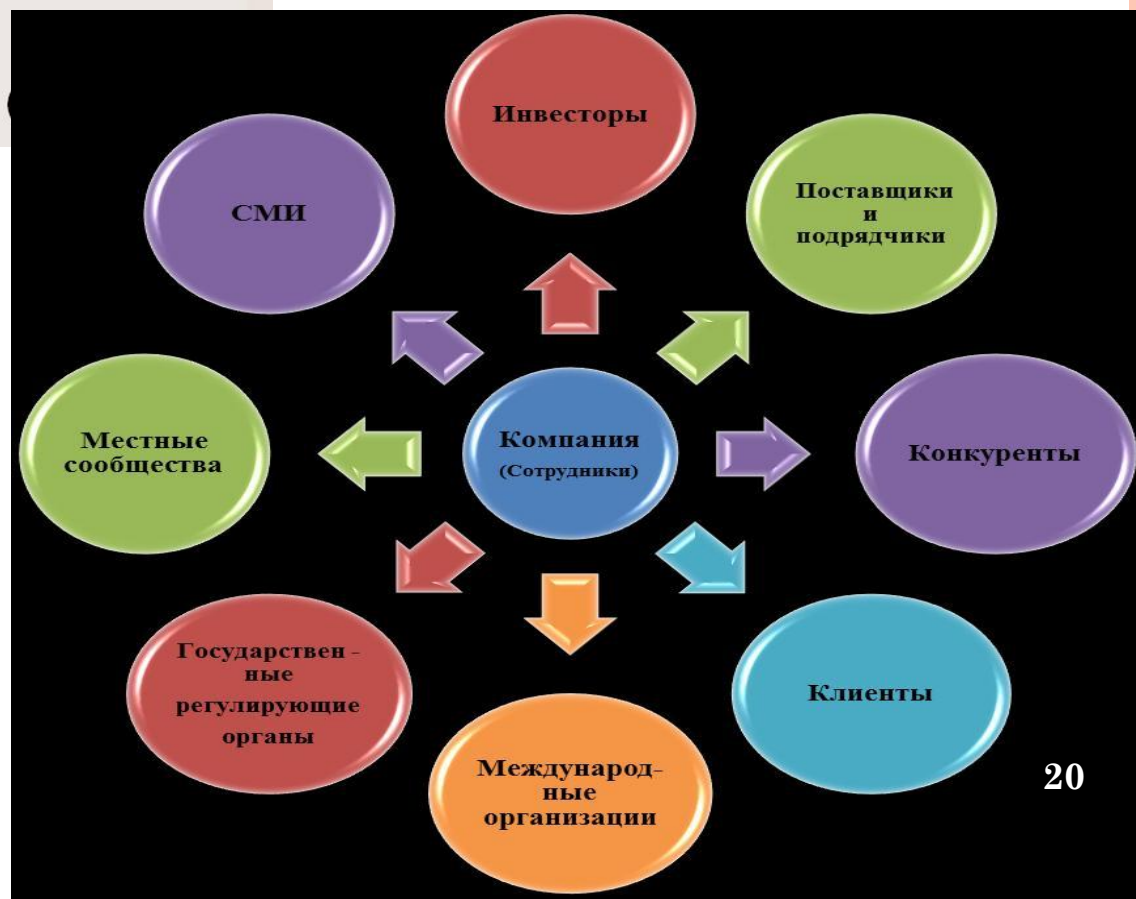 Инвесторы
СМИ
Поставщики
и
подрядчики
Местные
сообщества
Компания
(Сотрудники)
Конкуренты
Государствен -
ные
регулирующие
органы
Клиенты
Международ-
ные
организации
20